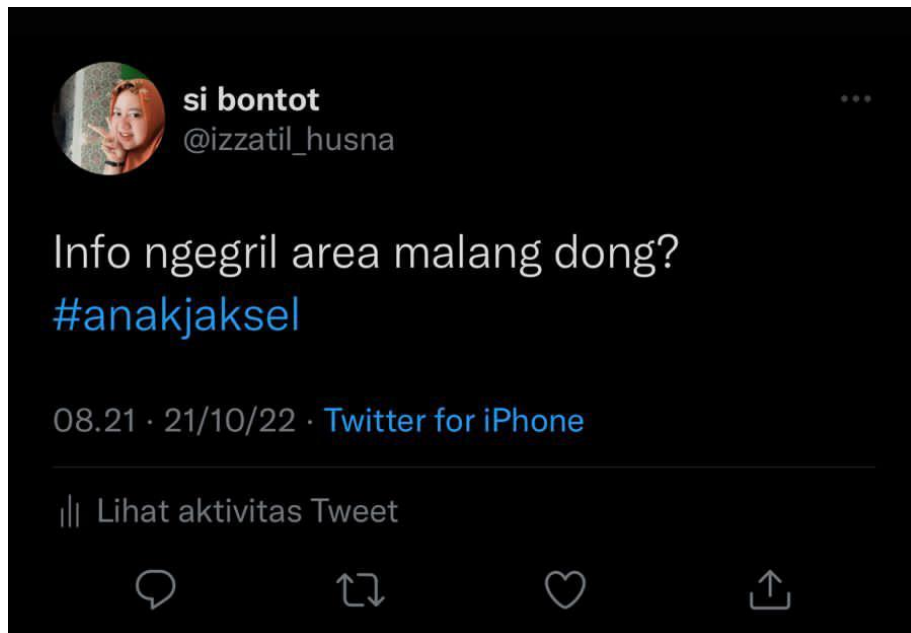 si bontot
@izzatil_husna
Info ngegril area malang dong?
#anakjaksel
08.21 · 21/10/22 · Twitter for iPhone
Lihat aktivitas Tweet